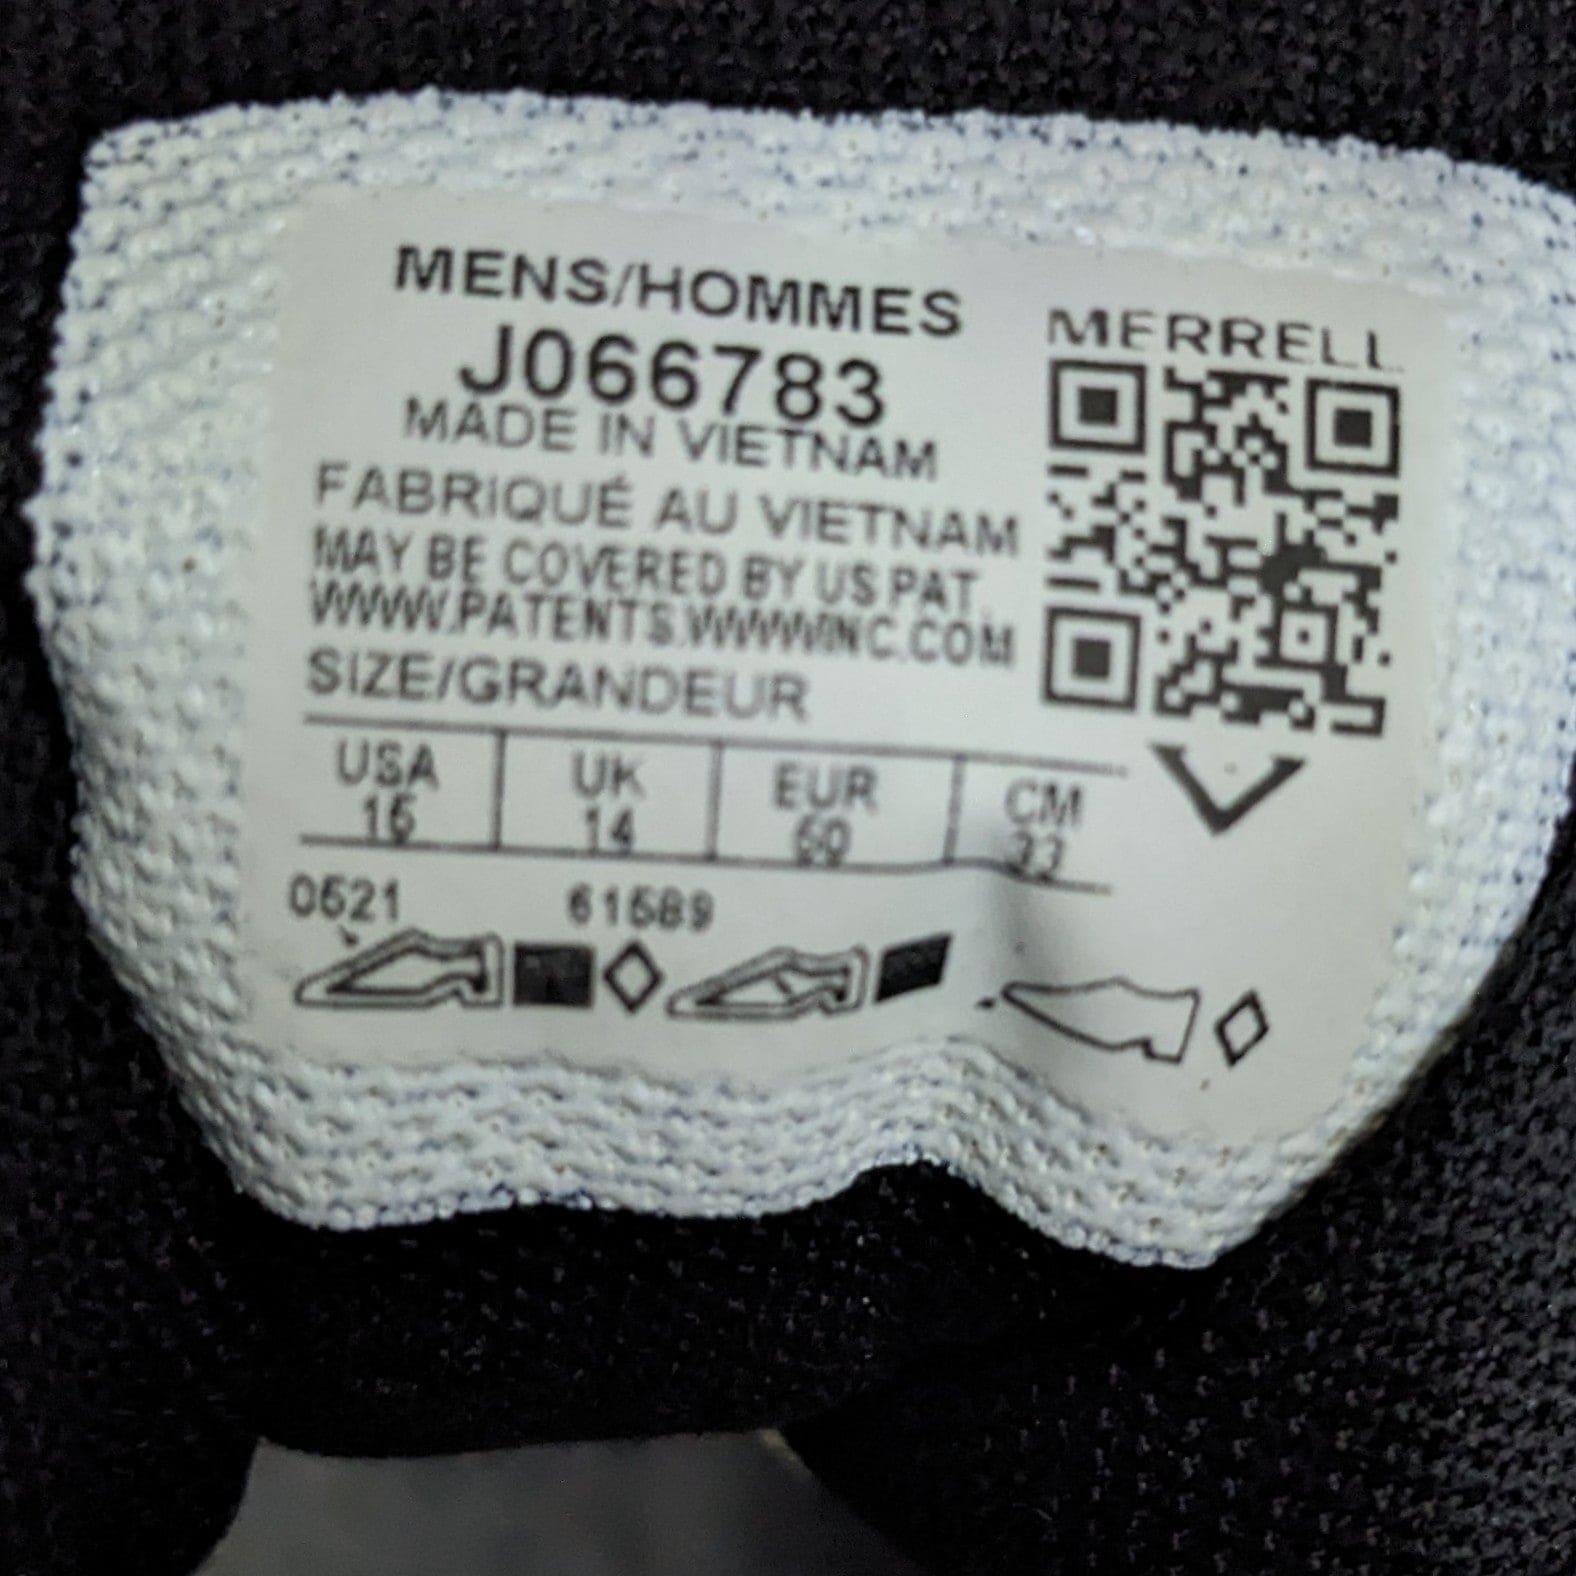 MENS/HOMMES
J066783
MADE IN VIETNAM
FABRIQUÉ AU VIETNAM
MAY BE COVERED BY US PAT.
WWW.PATENTS.WWWINC.COM
SIZE/GRANDEUR
USA UK EUR CM
15 14 50 33
0521 61589
MERRELL